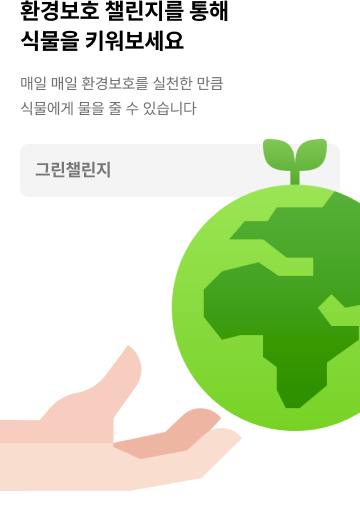 환경보호 챌린지를 통해
식물을 키워보세요
매일 매일 환경보호를 실천한 만큼
식물에게 물을 줄 수 있습니다
그린챌린지